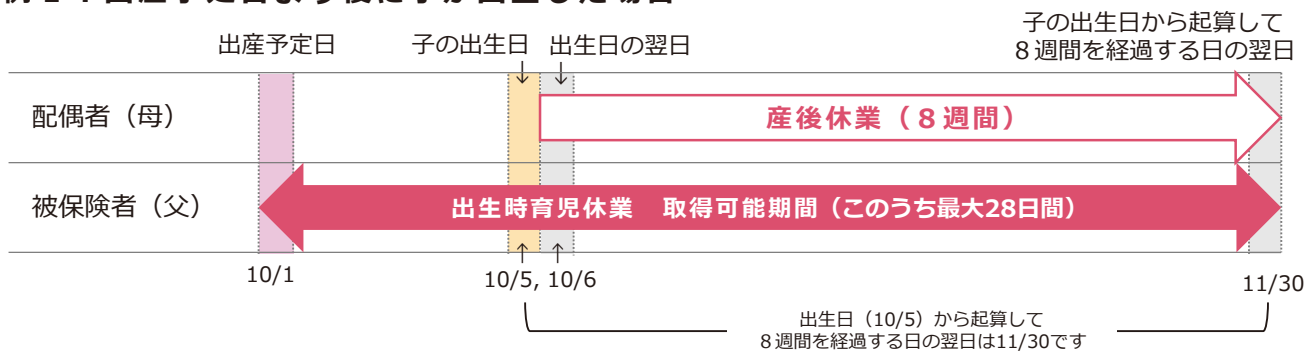 子の出生日から起算して
８週間を経過する日の翌日
出産予定日
子の出生日
出生日の翌日
配偶者（母）
産後休業（８週間）
被保険者（父）
出生時育児休業　取得可能期間（このうち最大28日間）
10/1
10/5, 10/6
11/30
出生日（10/5）から起算して
８週間を経過する日の翌日は11/30です